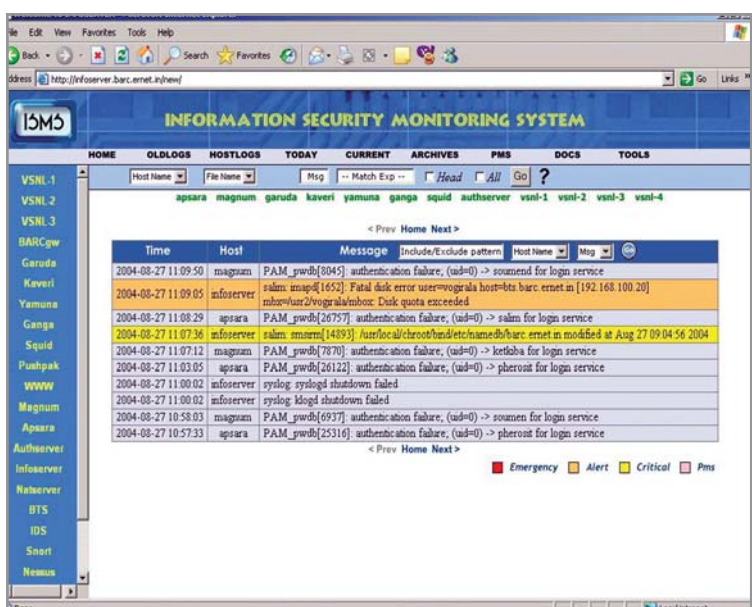 File Edit View Favorites Tools Help
Back Search Favorites
Address http://infoserver.barc.ernet.in/new/ Go Links
ISMS INFORMATION SECURITY MONITORING SYSTEM
HOME OLDLOGS HOSTLOGS TODAY CURRENT ARCHIVES PMS DOCS TOOLS
Host Name File Name Msg -- Match Exp -- Head All Go ?
apsara magnum garuda kaveri yamuna ganga squid authserver vsnl-1 vsnl-2 vsnl-3 vsnl-4
< Prev Home Next >
Time Host Message Include/Exclude pattern Host Name Msg Go
2004-08-27 11:09:50 magnum PAM_pwdb[8045]: authentication failure; (uid=0) -> soumend for login service
2004-08-27 11:09:05 infoserver salim: imapd[1652]: Fatal disk error user=vogirala host=bts.barc.ernet.in [192.168.100.20]
mbx=/usr2/vogirala/mbox: Disk quota exceeded
2004-08-27 11:08:29 apsara PAM_pwdb[26757]: authentication failure; (uid=0) -> salim for login service
2004-08-27 11:07:36 infoserver salim: smsrm[14893]: /usr/local/chroot/bind/etc/namedb/barc.ernet.in modified at Aug 27 09:04:56 2004
2004-08-27 11:07:12 magnum PAM_pwdb[7870]: authentication failure; (uid=0) -> ketkoba for login service
2004-08-27 11:03:05 apsara PAM_pwdb[26122]: authentication failure; (uid=0) -> pherosit for login service
2004-08-27 11:00:02 infoserver syslog: syslogd shutdown failed
2004-08-27 11:00:02 infoserver syslog: klogd shutdown failed
2004-08-27 10:58:03 magnum PAM_pwdb[6937]: authentication failure; (uid=0) -> soumen for login service
2004-08-27 10:57:33 apsara PAM_pwdb[25316]: authentication failure; (uid=0) -> pherosit for login service
< Prev Home Next >
Emergency Alert Critical Pms
VSNL-1
VSNL-2
VSNL-3
BARCgw
Garuda
Kaveri
Yamuna
Ganga
Squid
Pushpak
WWW
Magnum
Apsara
Authserver
Infoserver
Natserver
BTS
IDS
Snort
Nessus